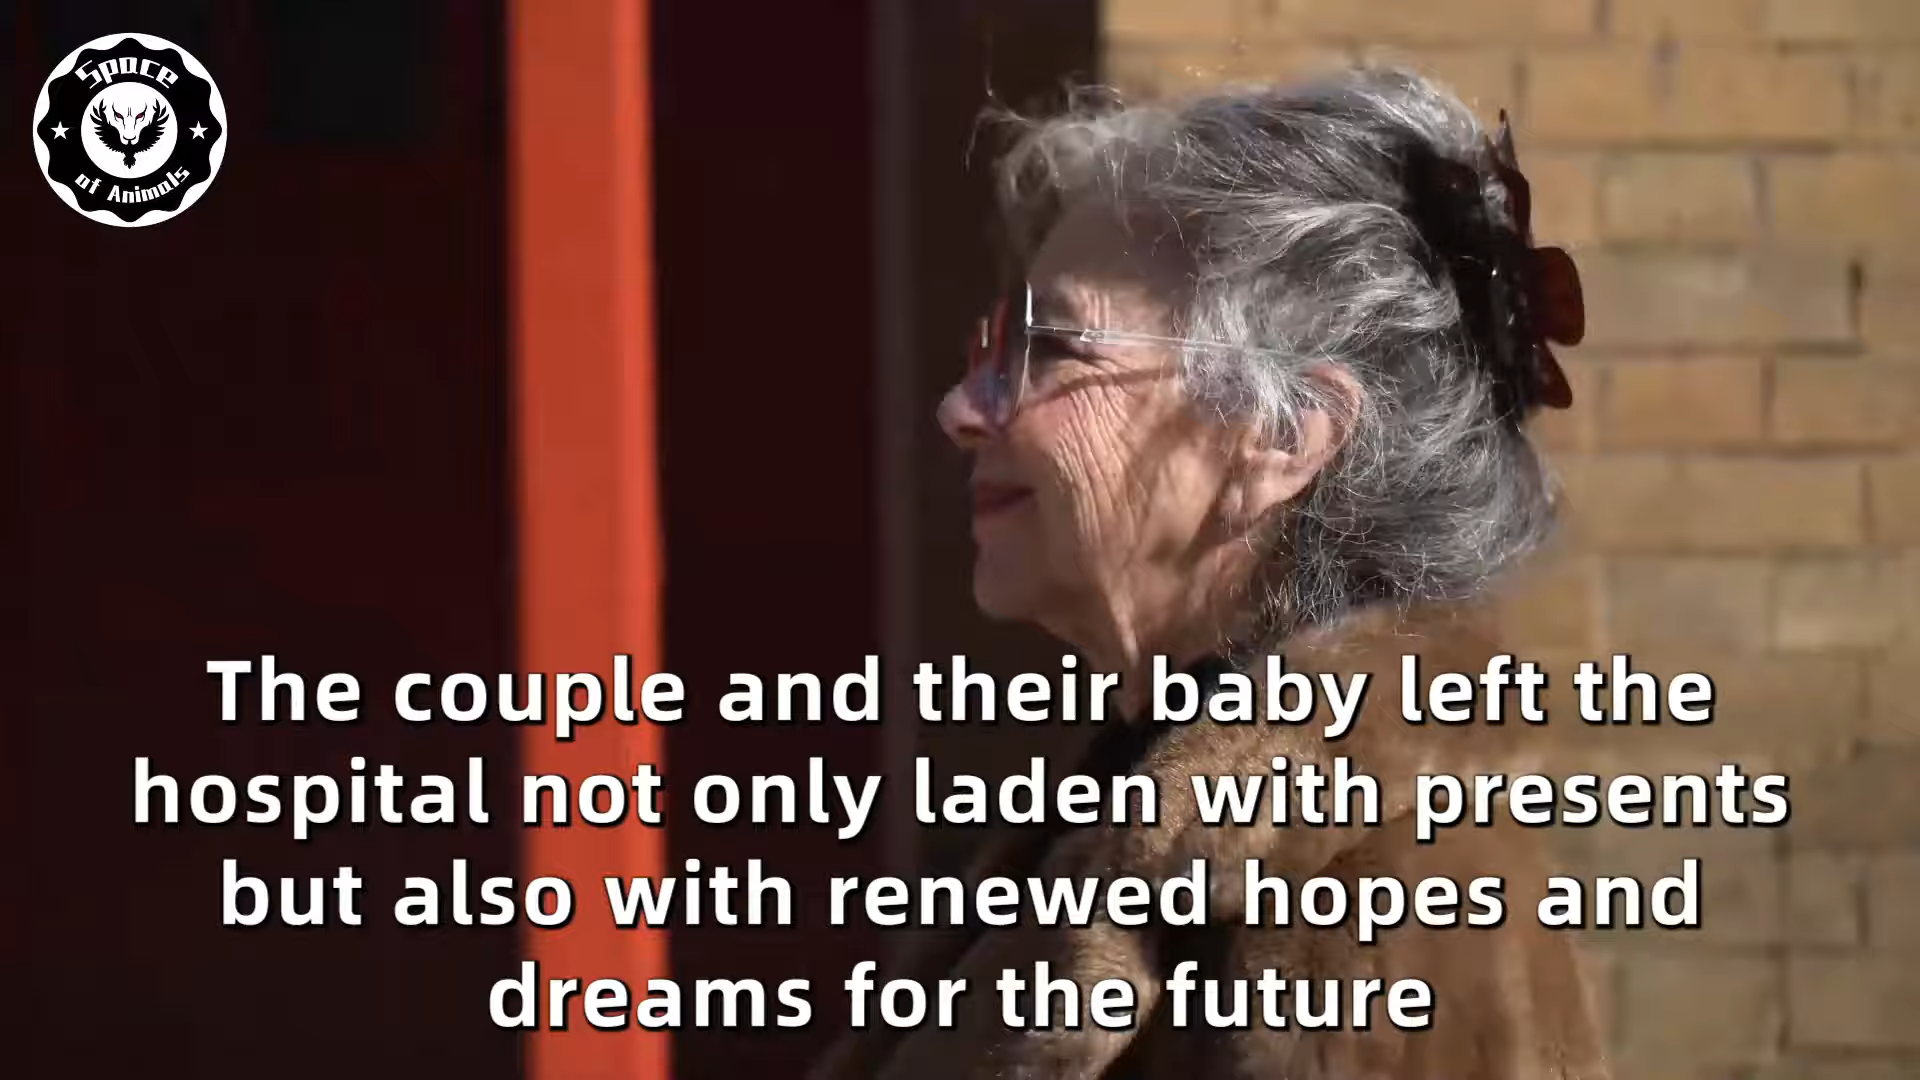 Space
of Animals
The couple and their baby left the
hospital not only laden with presents
but also with renewed hopes and
dreams for the future